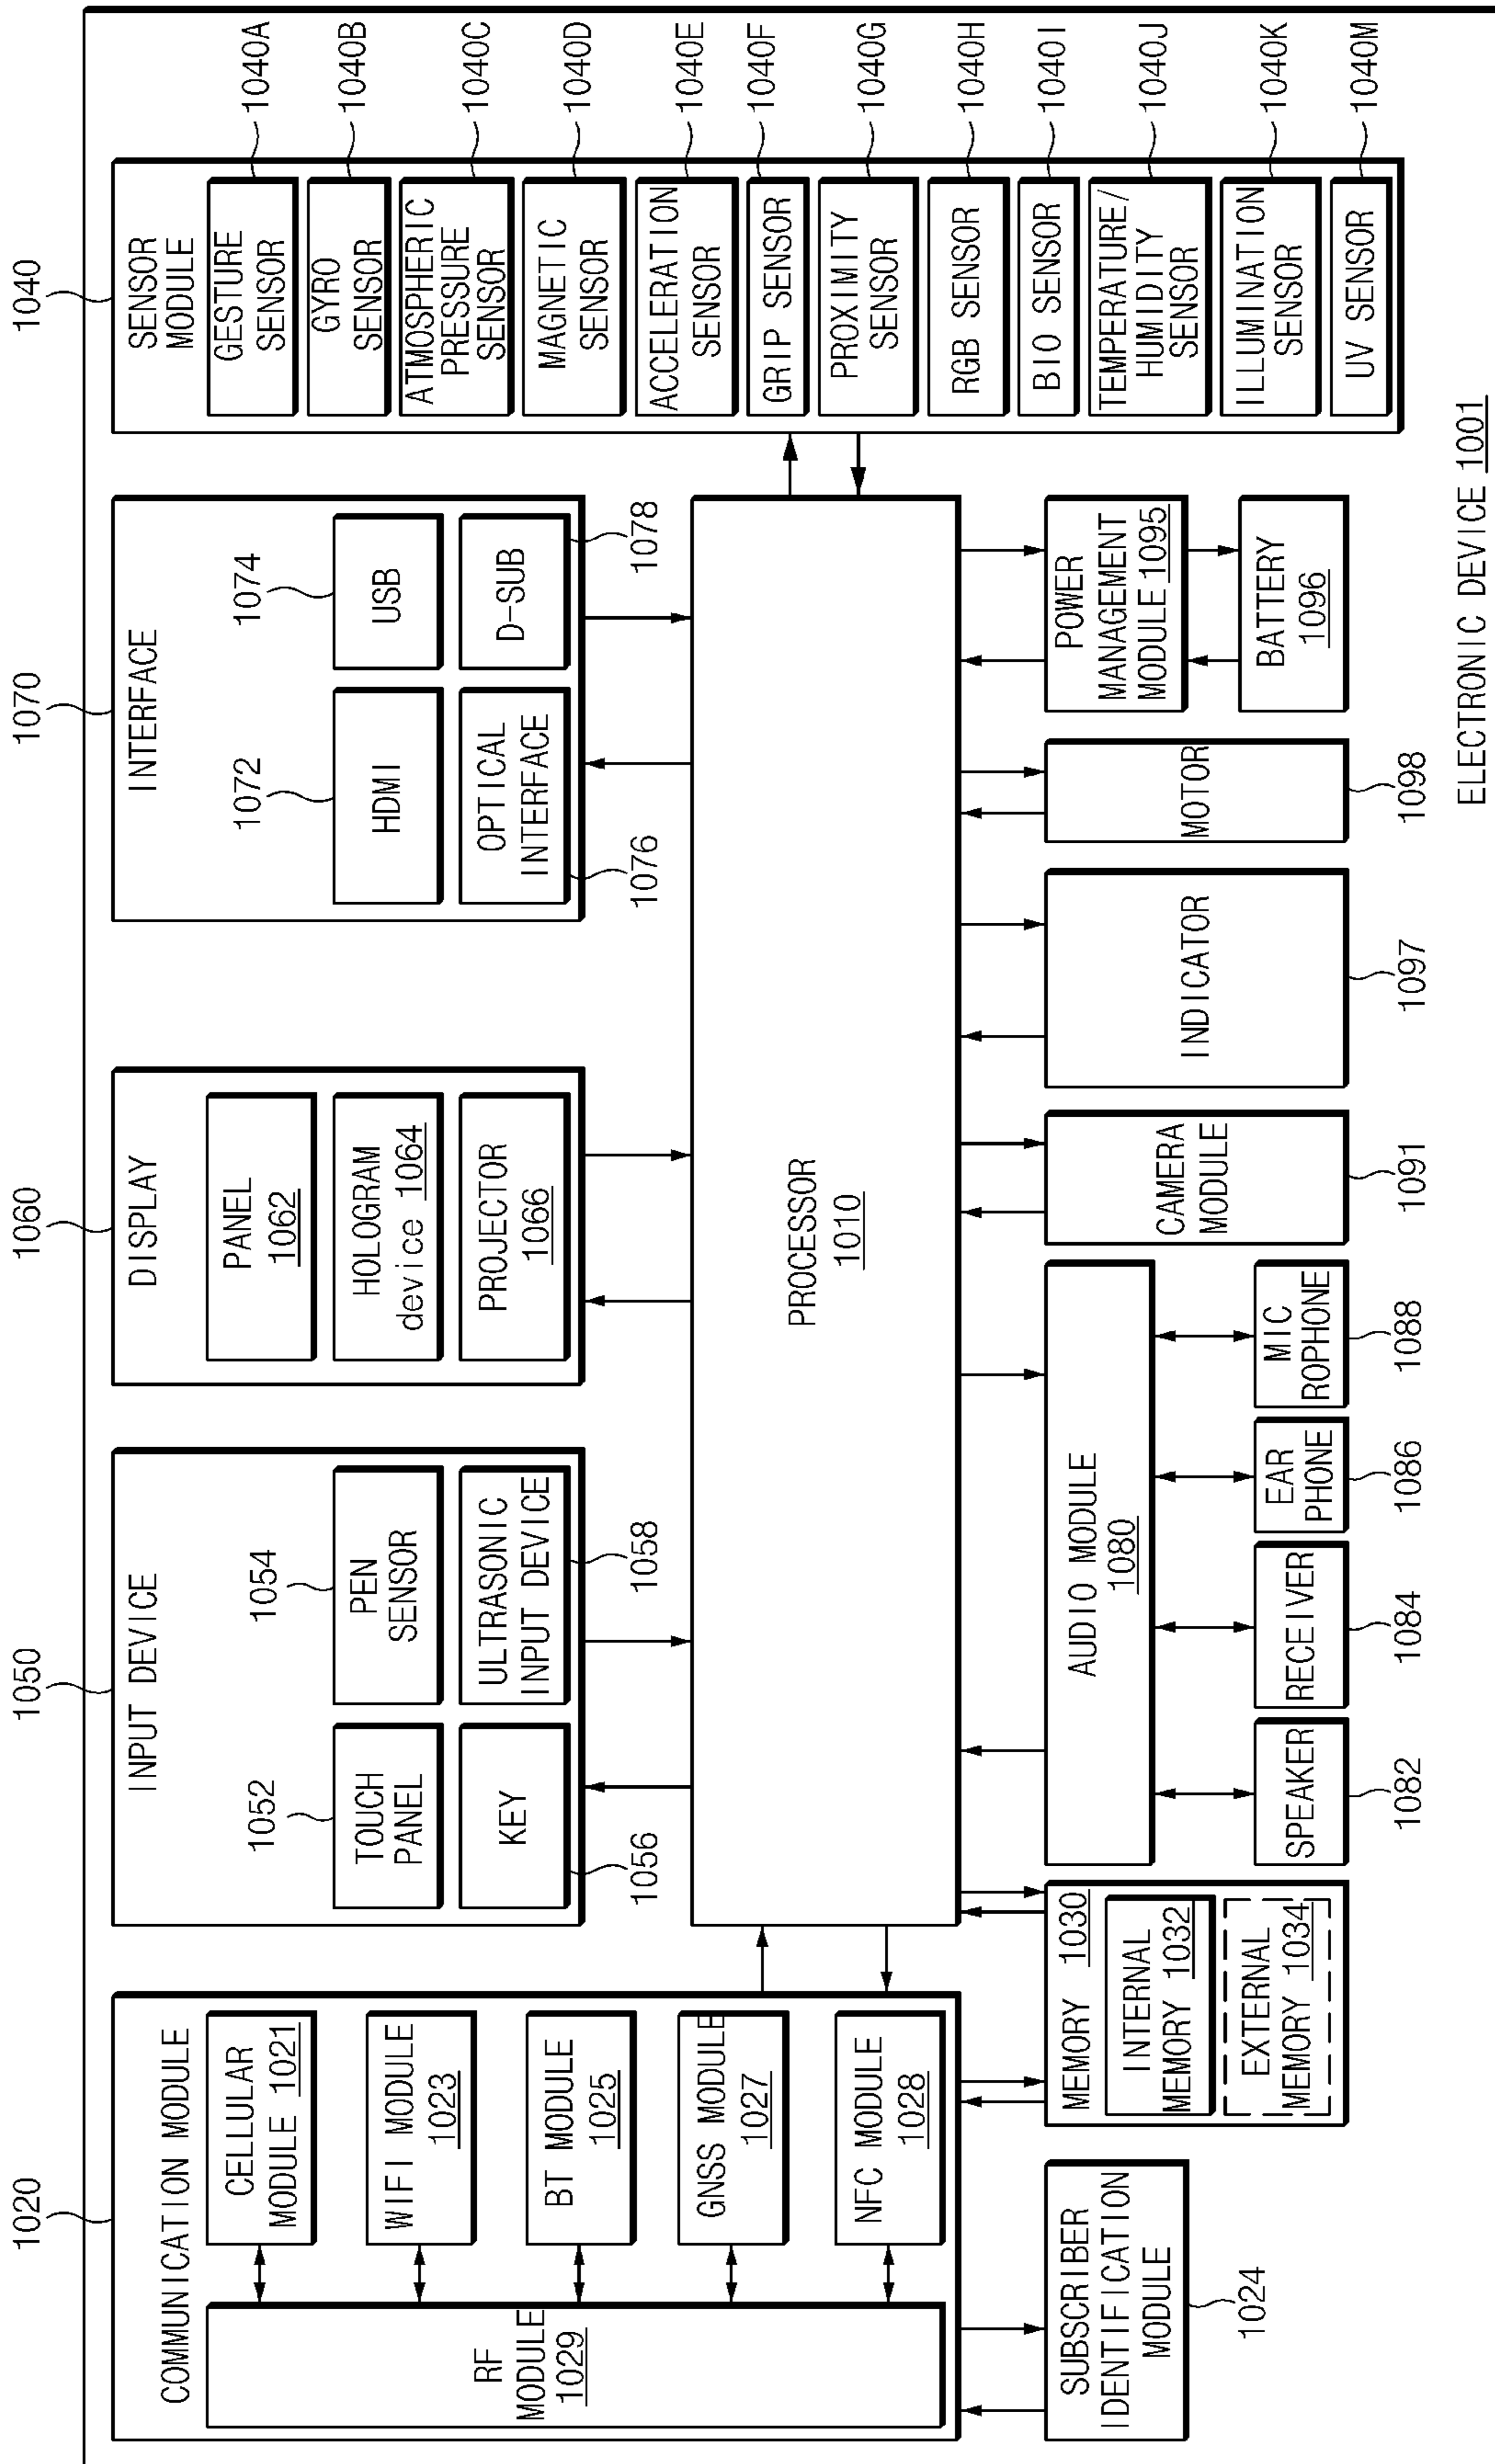 1020
COMMUNICATION MODULE
RF
MODULE
1029
CELLULAR
MODULE 1021
WIFI MODULE
1023
BT MODULE
1025
GNSS MODULE
1027
NFC MODULE
1028
SUBSCRIBER
IDENTIFICATION
MODULE
1024
1050
INPUT DEVICE
1052
TOUCH
PANEL
1054
PEN
SENSOR
KEY
1056
ULTRASONIC
INPUT DEVICE
1058
1060
DISPLAY
PANEL
1062
HOLOGRAM
device 1064
PROJECTOR
1066
1070
INTERFACE
1072
HDMI
1074
USB
OPTICAL
INTERFACE
1076
D-SUB
1078
1040
SENSOR
MODULE
GESTURE
SENSOR
1040A
GYRO
SENSOR
1040B
ATMOSPHERIC
PRESSURE
SENSOR
1040C
MAGNETIC
SENSOR
1040D
ACCELERATION
SENSOR
1040E
GRIP SENSOR
1040F
PROXIMITY
SENSOR
1040G
RGB SENSOR
1040H
BIO SENSOR
1040I
TEMPERATURE/
HUMIDITY
SENSOR
1040J
ILLUMINATION
SENSOR
1040K
UV SENSOR
1040M
PROCESSOR
1010
MEMORY 1030
INTERNAL
MEMORY 1032
EXTERNAL
MEMORY 1034
AUDIO MODULE
1080
SPEAKER
1082
RECEIVER
1084
EAR
PHONE
1086
MIC
ROPHONE
1088
CAMERA
MODULE
1091
INDICATOR
1097
MOTOR
1098
POWER
MANAGEMENT
MODULE 1095
BATTERY
1096
ELECTRONIC DEVICE 1001